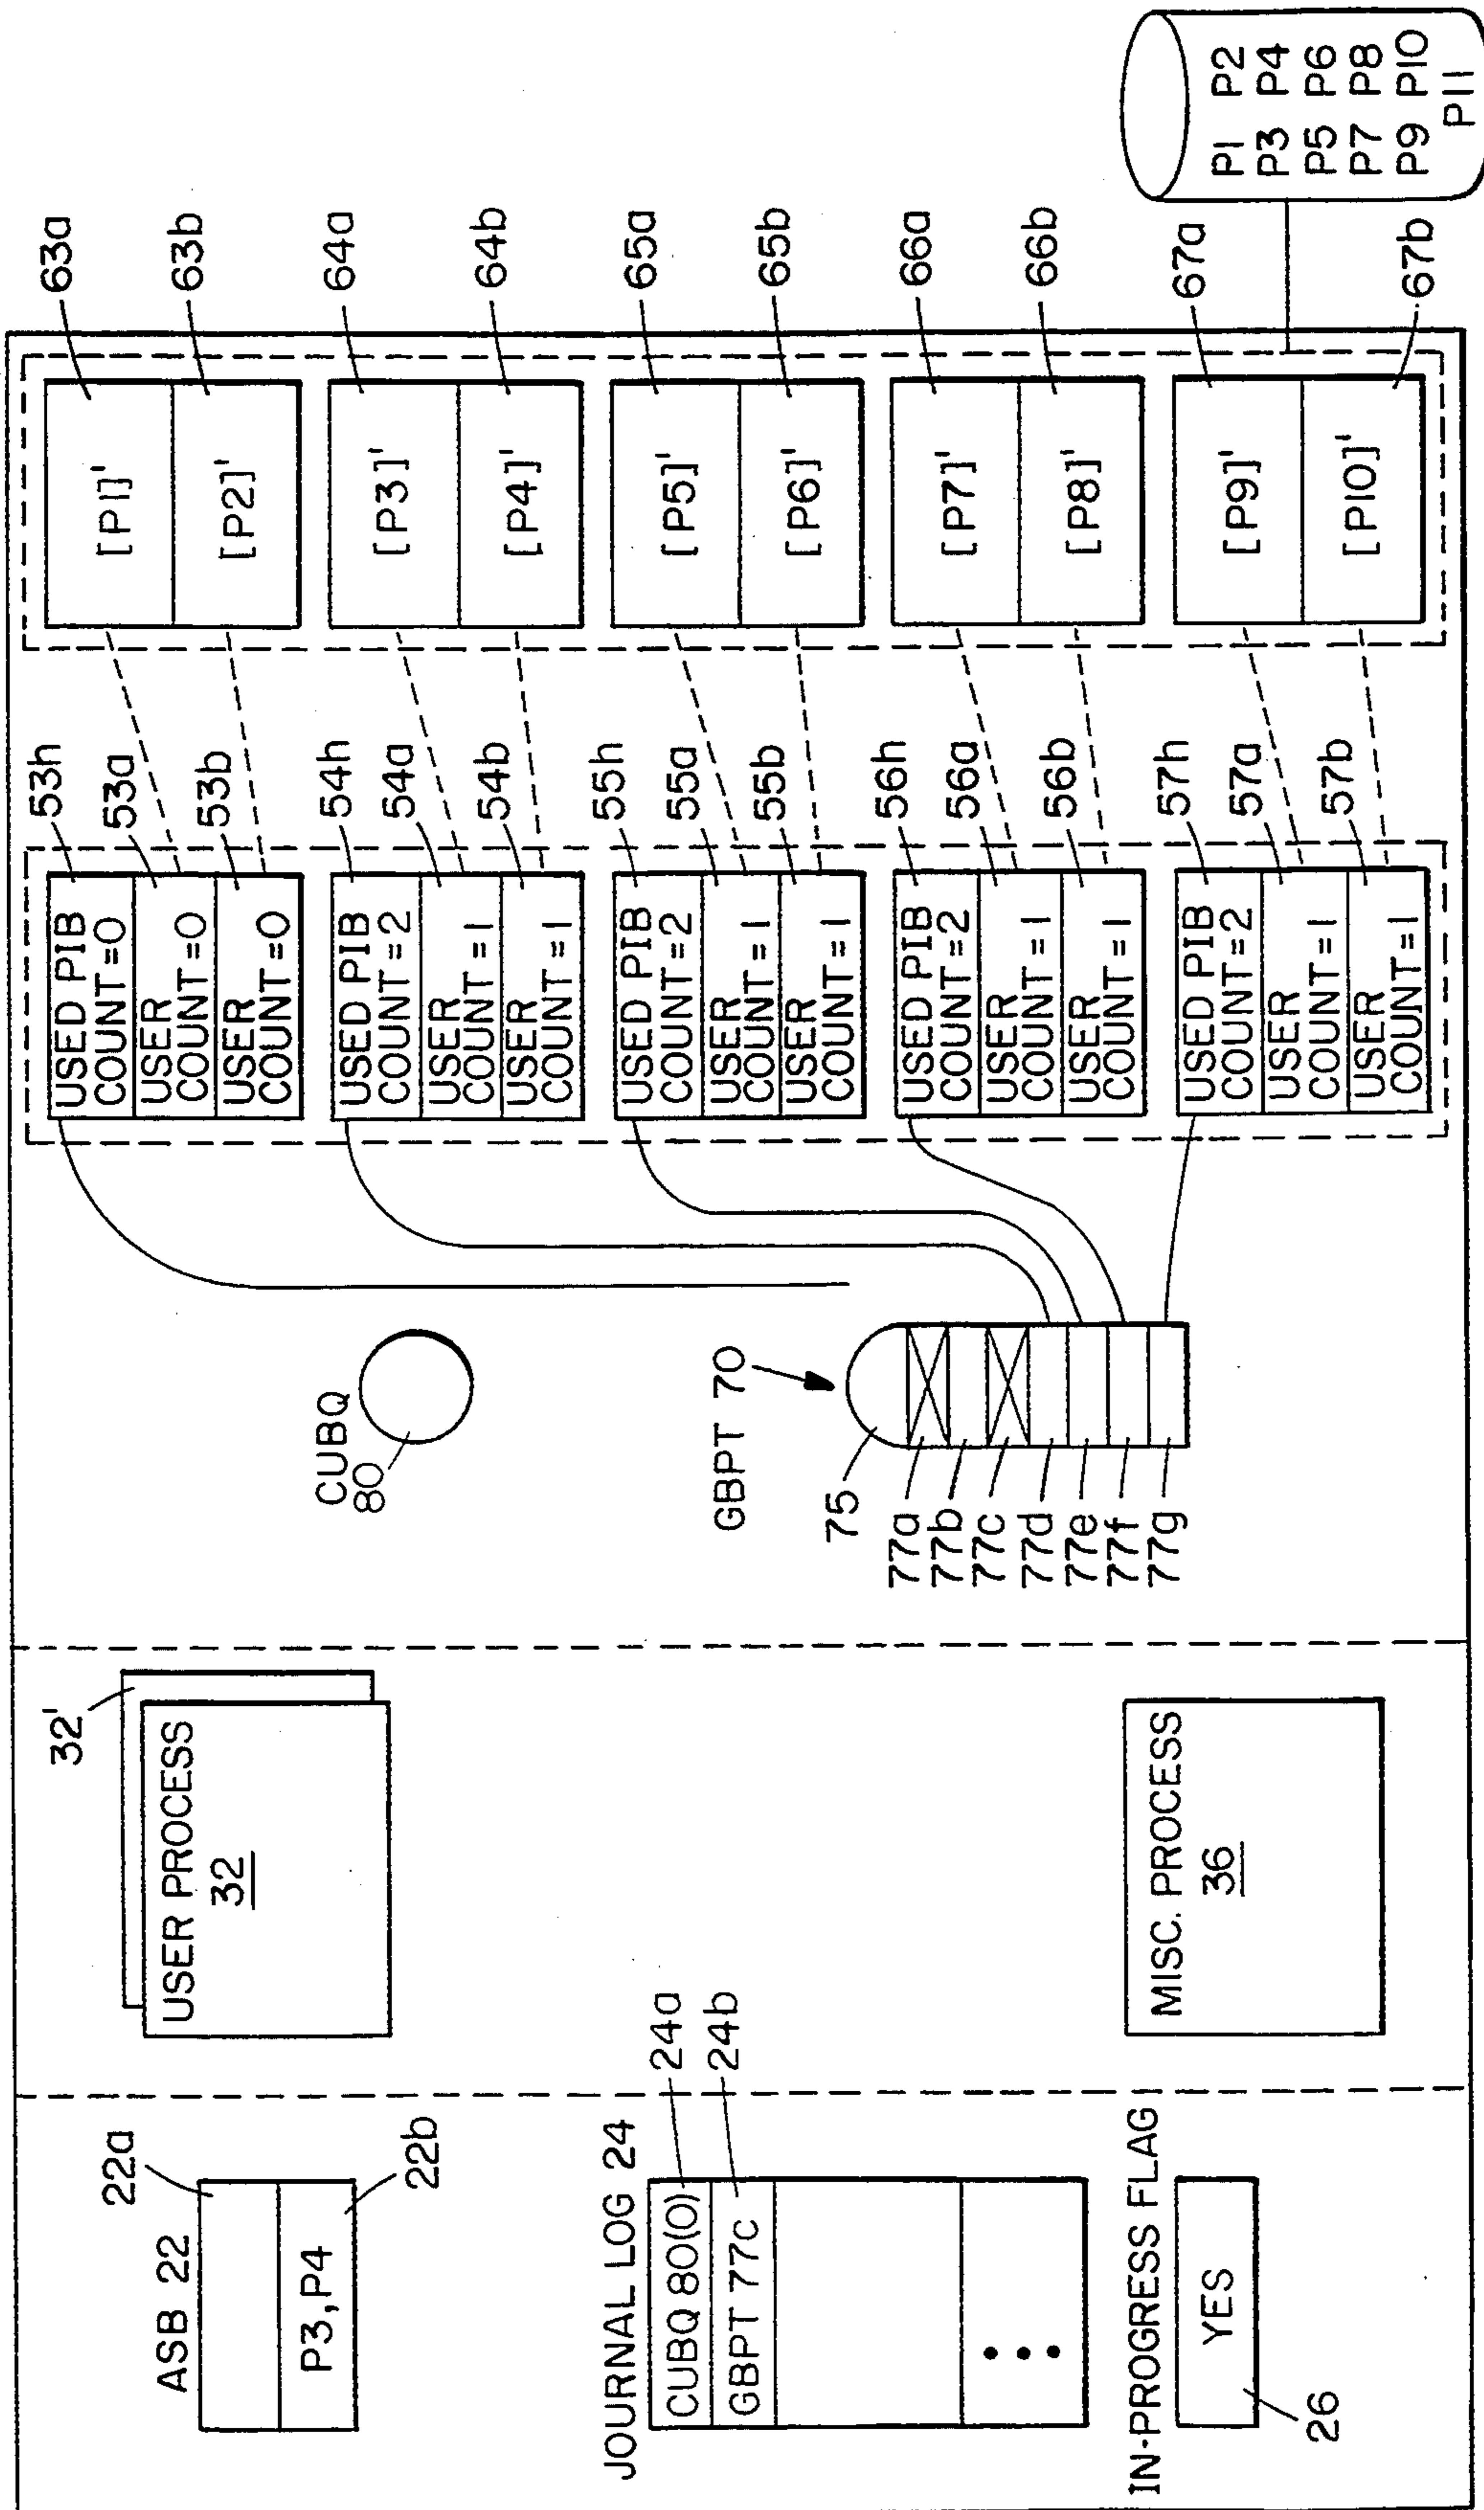 ASB 22
22a
P3,P4
22b
JOURNAL LOG 24
CUBQ 80(0)
24a
GBPT 77c
24b
IN-PROGRESS FLAG
YES
26
32'
USER PROCESS
32
MISC. PROCESS
36
CUBQ
80
GBPT 70
75
77a
77b
77c
77d
77e
77f
77g
53h
USED PIB
COUNT=0
53a
USER
COUNT=0
53b
USER
COUNT=0
54h
USED PIB
COUNT=2
54a
USER
COUNT=1
54b
USER
COUNT=1
55h
USED PIB
COUNT=2
55a
USER
COUNT=1
55b
USER
COUNT=1
56h
USED PIB
COUNT=2
56a
USER
COUNT=1
56b
USER
COUNT=1
57h
USED PIB
COUNT=2
57a
USER
COUNT=1
57b
USER
COUNT=1
63a
[P1]'
63b
[P2]'
64a
[P3]'
64b
[P4]'
65a
[P5]'
65b
[P6]'
66a
[P7]'
66b
[P8]'
67a
[P9]'
67b
[P10]'
P1 P2
P3 P4
P5 P6
P7 P8
P9 P10
P11